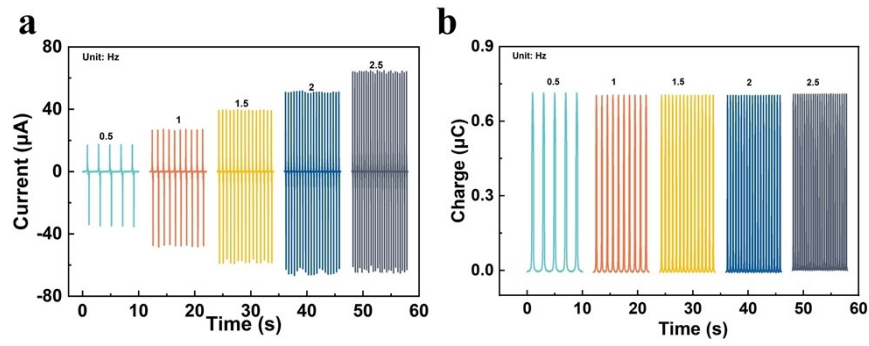 a
Unit: Hz
0.5
1
1.5
2
2.5
80
40
0
-40
-80
Current (μA)
0 10 20 30 40 50 60
Time (s)
b
Unit: Hz
0.5 1 1.5 2 2.5
0.9
0.6
0.3
0.0
Charge (μC)
0 10 20 30 40 50 60
Time (s)